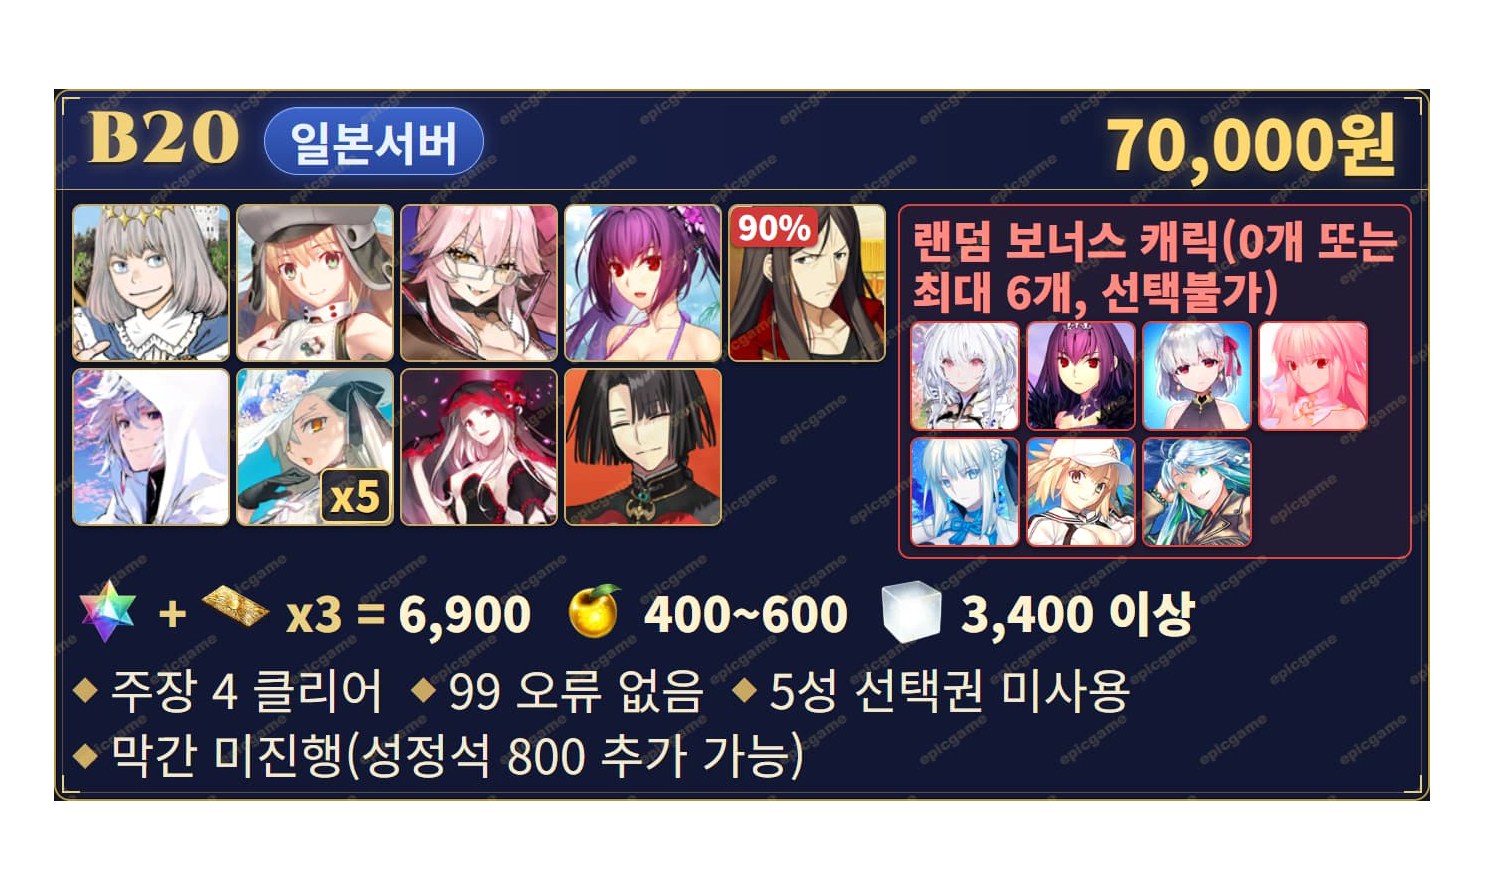 B20 일본서버 70,000원
90%
랜덤 보너스 캐릭(0개 또는
최대 6개, 선택불가)
x5
+ x3 = 6,900 400~600 3,400 이상
◆ 주장 4 클리어 ◆ 99 오류 없음 ◆ 5성 선택권 미사용
◆ 막간 미진행(성정석 800 추가 가능)
epicgame